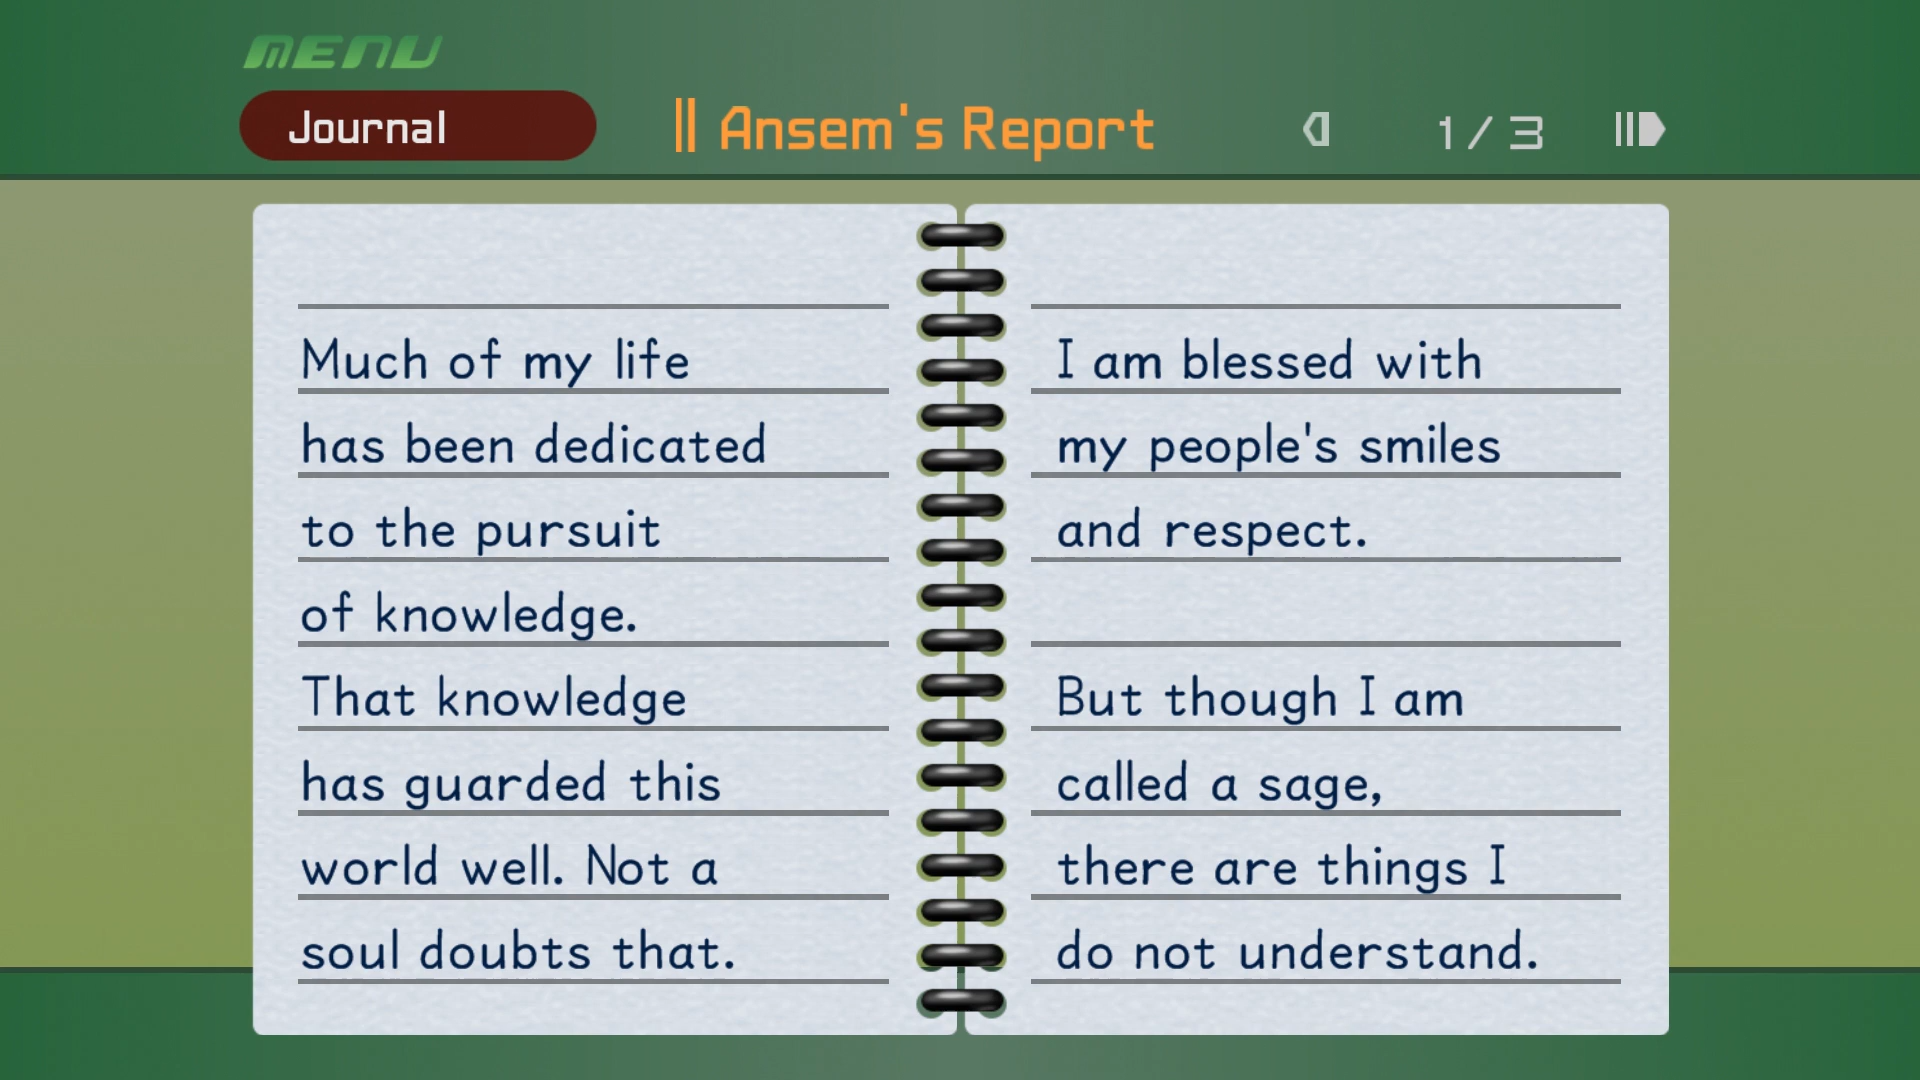 MENU
Journal
Ansem's Report
1 / 3
Much of my life
has been dedicated
to the pursuit
of knowledge.
That knowledge
has guarded this
world well. Not a
soul doubts that.
I am blessed with
my people's smiles
and respect.
But though I am
called a sage,
there are things I
do not understand.